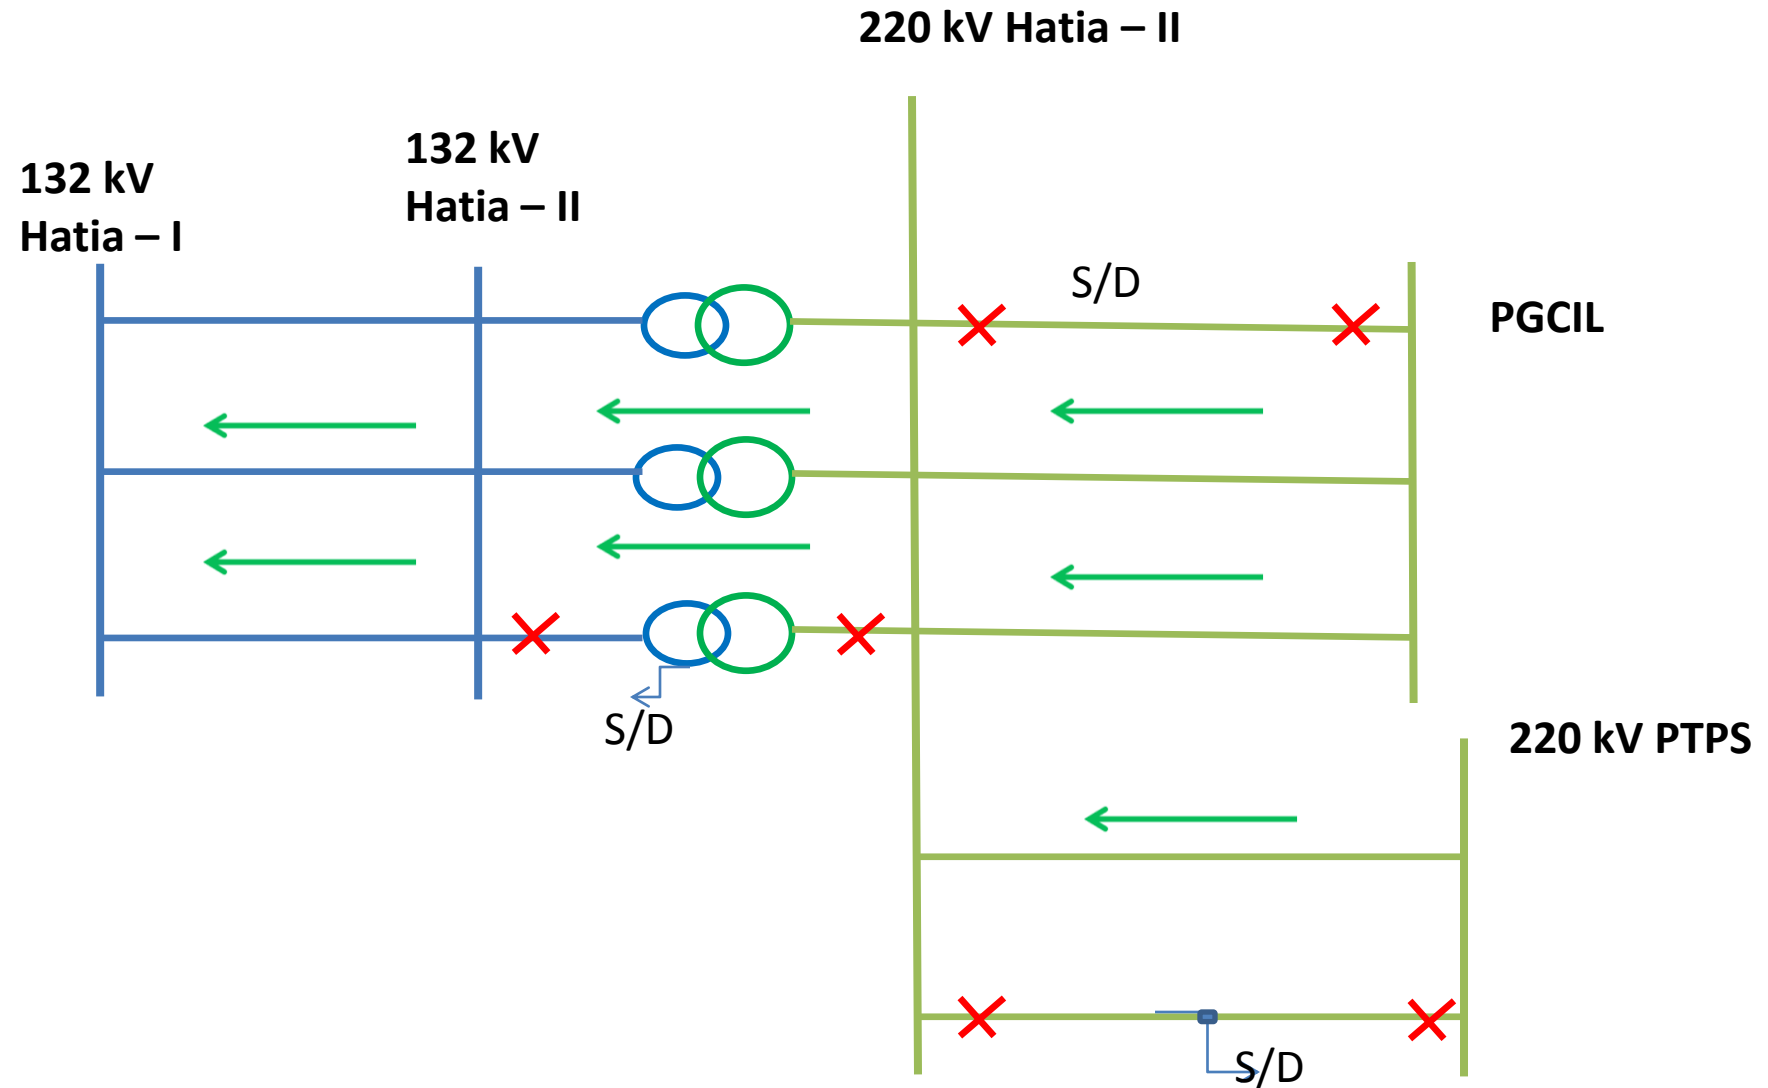 220 kV Hatia – II
132 kV
Hatia – II
132 kV
Hatia – I
S/D
PGCIL
S/D
220 kV PTPS
S/D